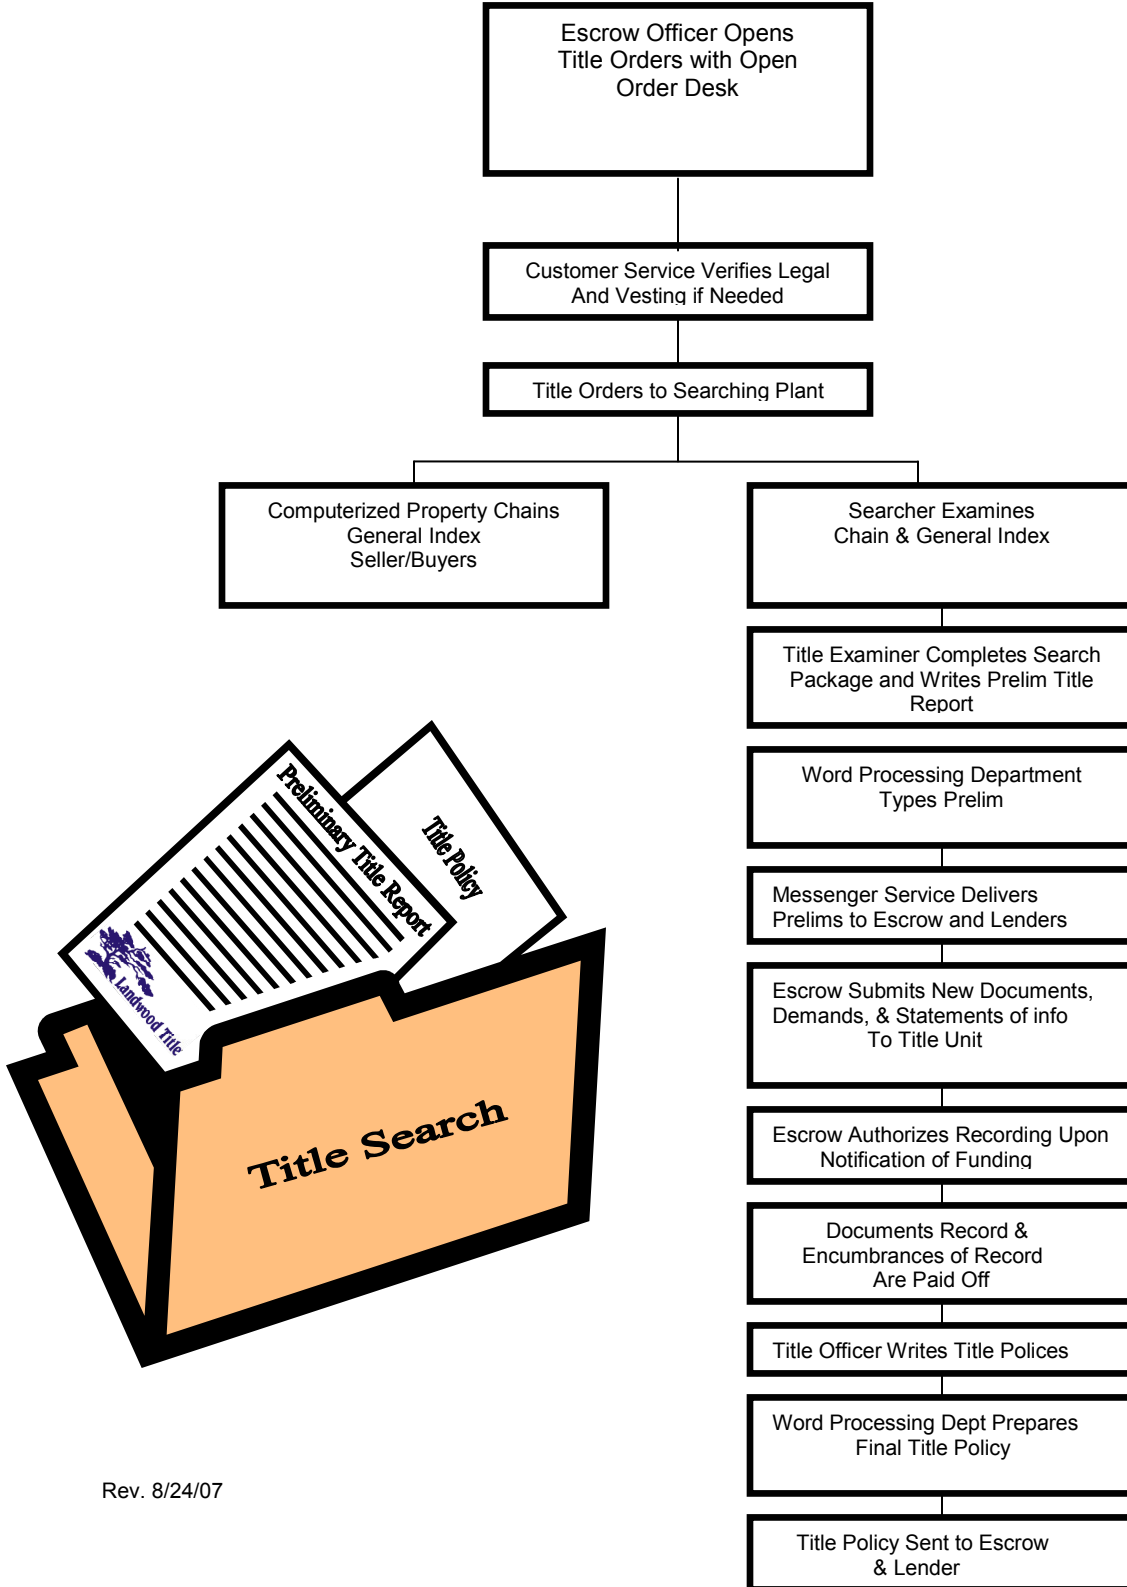 Escrow Officer Opens
Title Orders with Open
Order Desk
Customer Service Verifies Legal
And Vesting if Needed
Title Orders to Searching Plant
Computerized Property Chains
General Index
Seller/Buyers
Searcher Examines
Chain & General Index
Title Examiner Completes Search
Package and Writes Prelim Title
Report
Word Processing Department
Types Prelim
Messenger Service Delivers
Prelims to Escrow and Lenders
Escrow Submits New Documents,
Demands, & Statements of info
To Title Unit
Escrow Authorizes Recording Upon
Notification of Funding
Documents Record &
Encumbrances of Record
Are Paid Off
Title Officer Writes Title Polices
Word Processing Dept Prepares
Final Title Policy
Title Policy Sent to Escrow
& Lender
Preliminary Title Report
Title Policy
Landwood Title
Title Search
Rev. 8/24/07